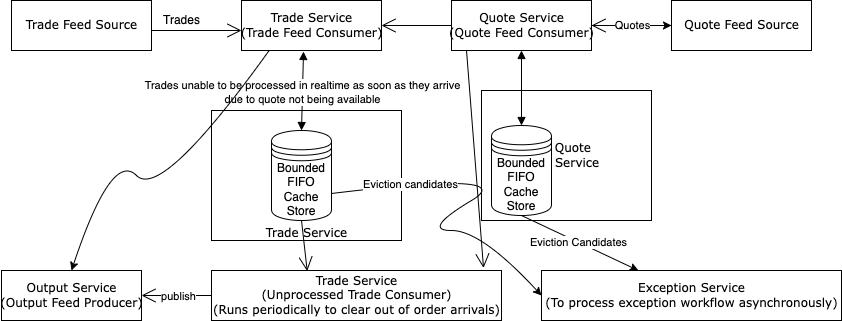 Trade Feed Source
Trades
Trade Service
(Trade Feed Consumer)
Quote Service
(Quote Feed Consumer)
Quotes
Quote Feed Source
Trades unable to be processed in realtime as soon as they arrive
due to quote not being available
Bounded
FIFO
Cache
Store
Trade Service
Eviction candidates
Bounded
FIFO
Cache
Store
Quote
Service
Eviction Candidates
Output Service
(Output Feed Producer)
publish
Trade Service
(Unprocessed Trade Consumer)
(Runs periodically to clear out of order arrivals)
Exception Service
(To process exception workflow asynchronously)